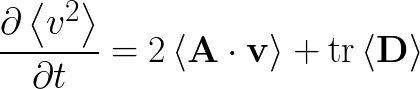 ∂⟨v²⟩/∂t = 2⟨𝐀 · 𝐯⟩ + tr⟨𝐃⟩